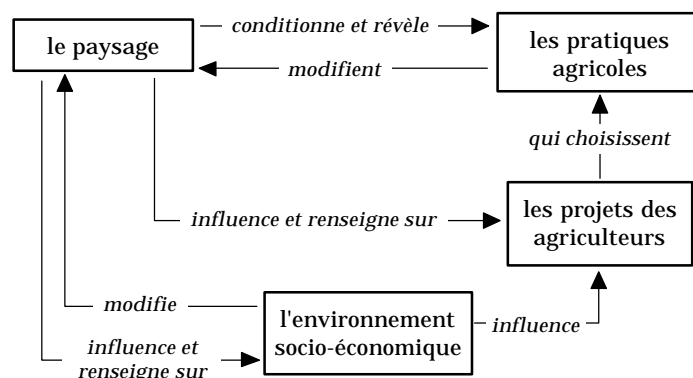 conditionne et révèle
le paysage
les pratiques
agricoles
modifient
qui choisissent
influence et renseigne sur
les projets des
agriculteurs
modifie
l'environnement
socio-économique
influence
influence et
renseigne sur